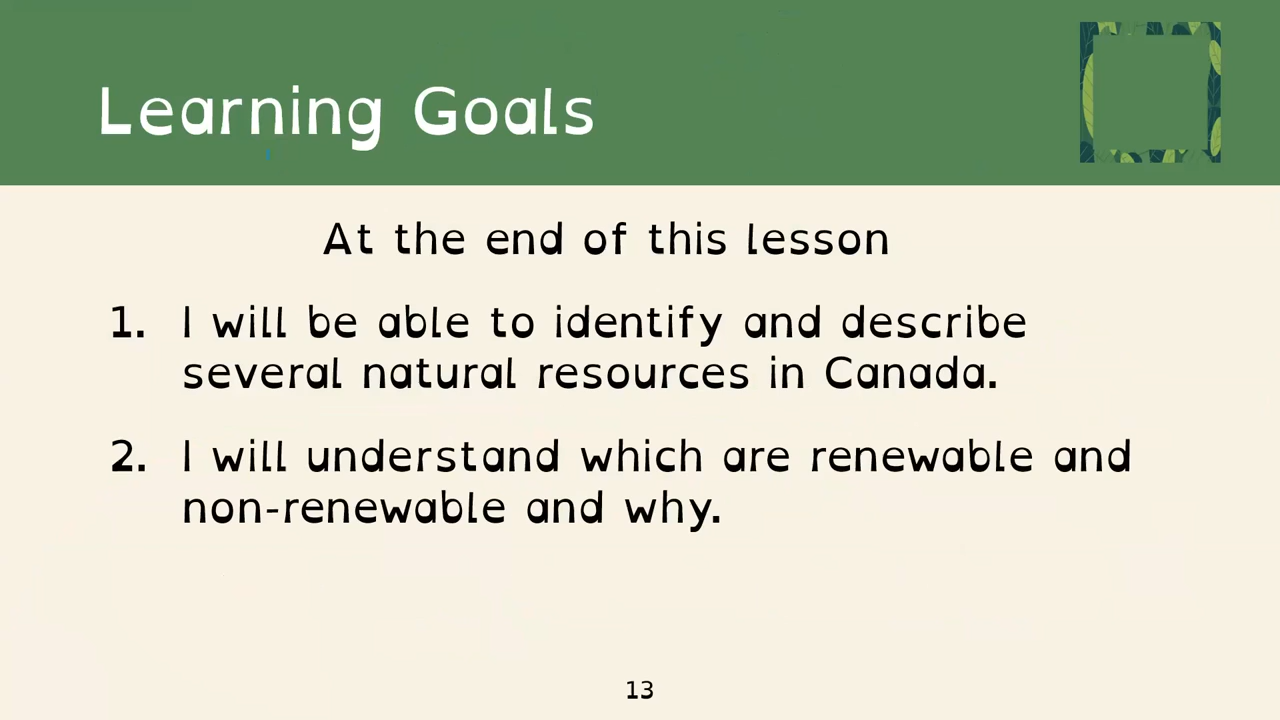 Learning Goals
At the end of this lesson
1. I will be able to identify and describe
several natural resources in Canada.
2. I will understand which are renewable and
non-renewable and why.
13